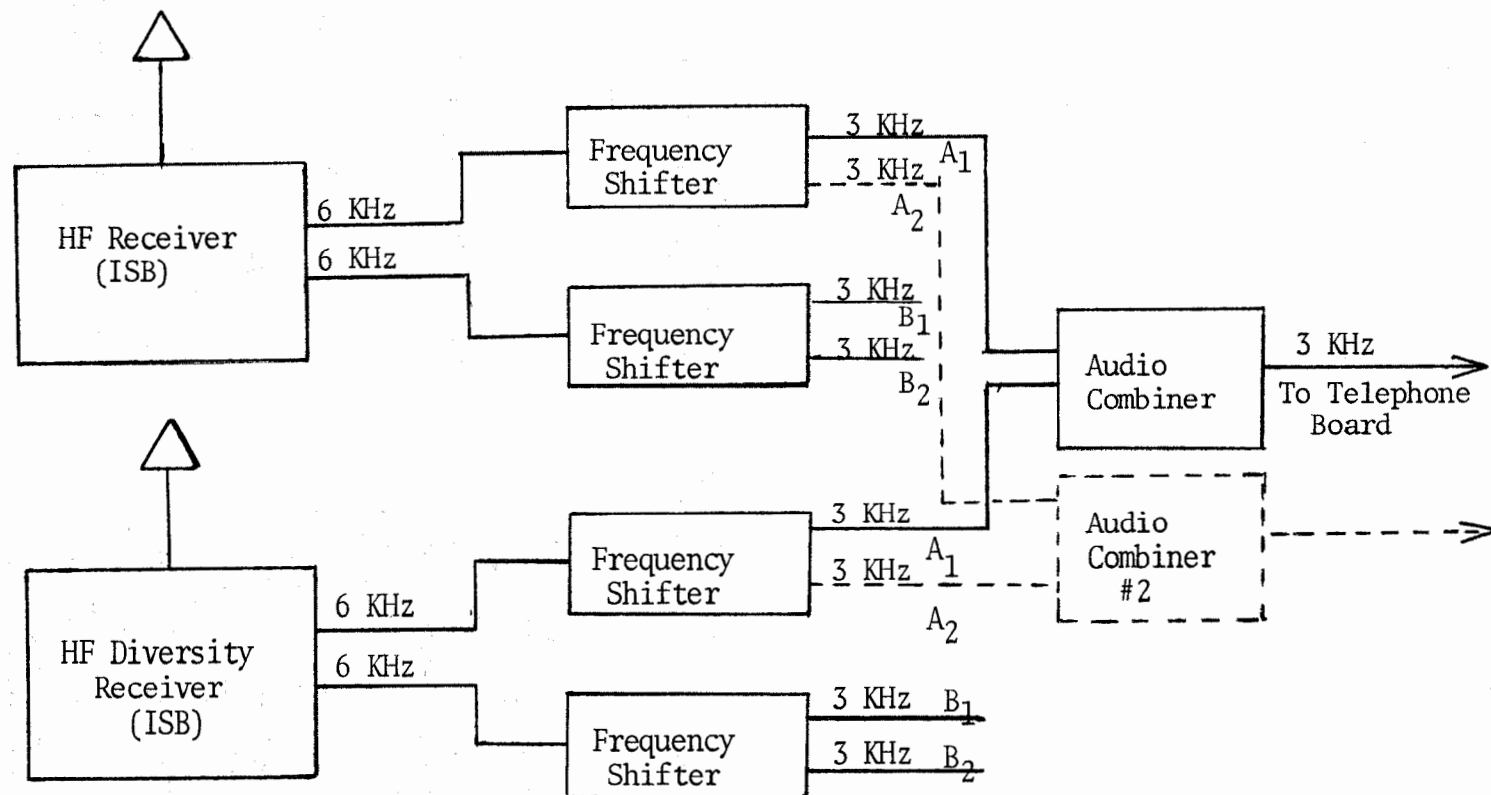 HF Receiver
(ISB)
6 KHz
6 KHz
Frequency
Shifter
3 KHz
A1
3 KHz
A2
Frequency
Shifter
3 KHz
B1
3 KHz
B2
Audio
Combiner
3 KHz
To Telephone
Board
HF Diversity
Receiver
(ISB)
6 KHz
6 KHz
Frequency
Shifter
3 KHz
A1
3 KHz
A2
Audio
Combiner
#2
Frequency
Shifter
3 KHz B1
3 KHz B2